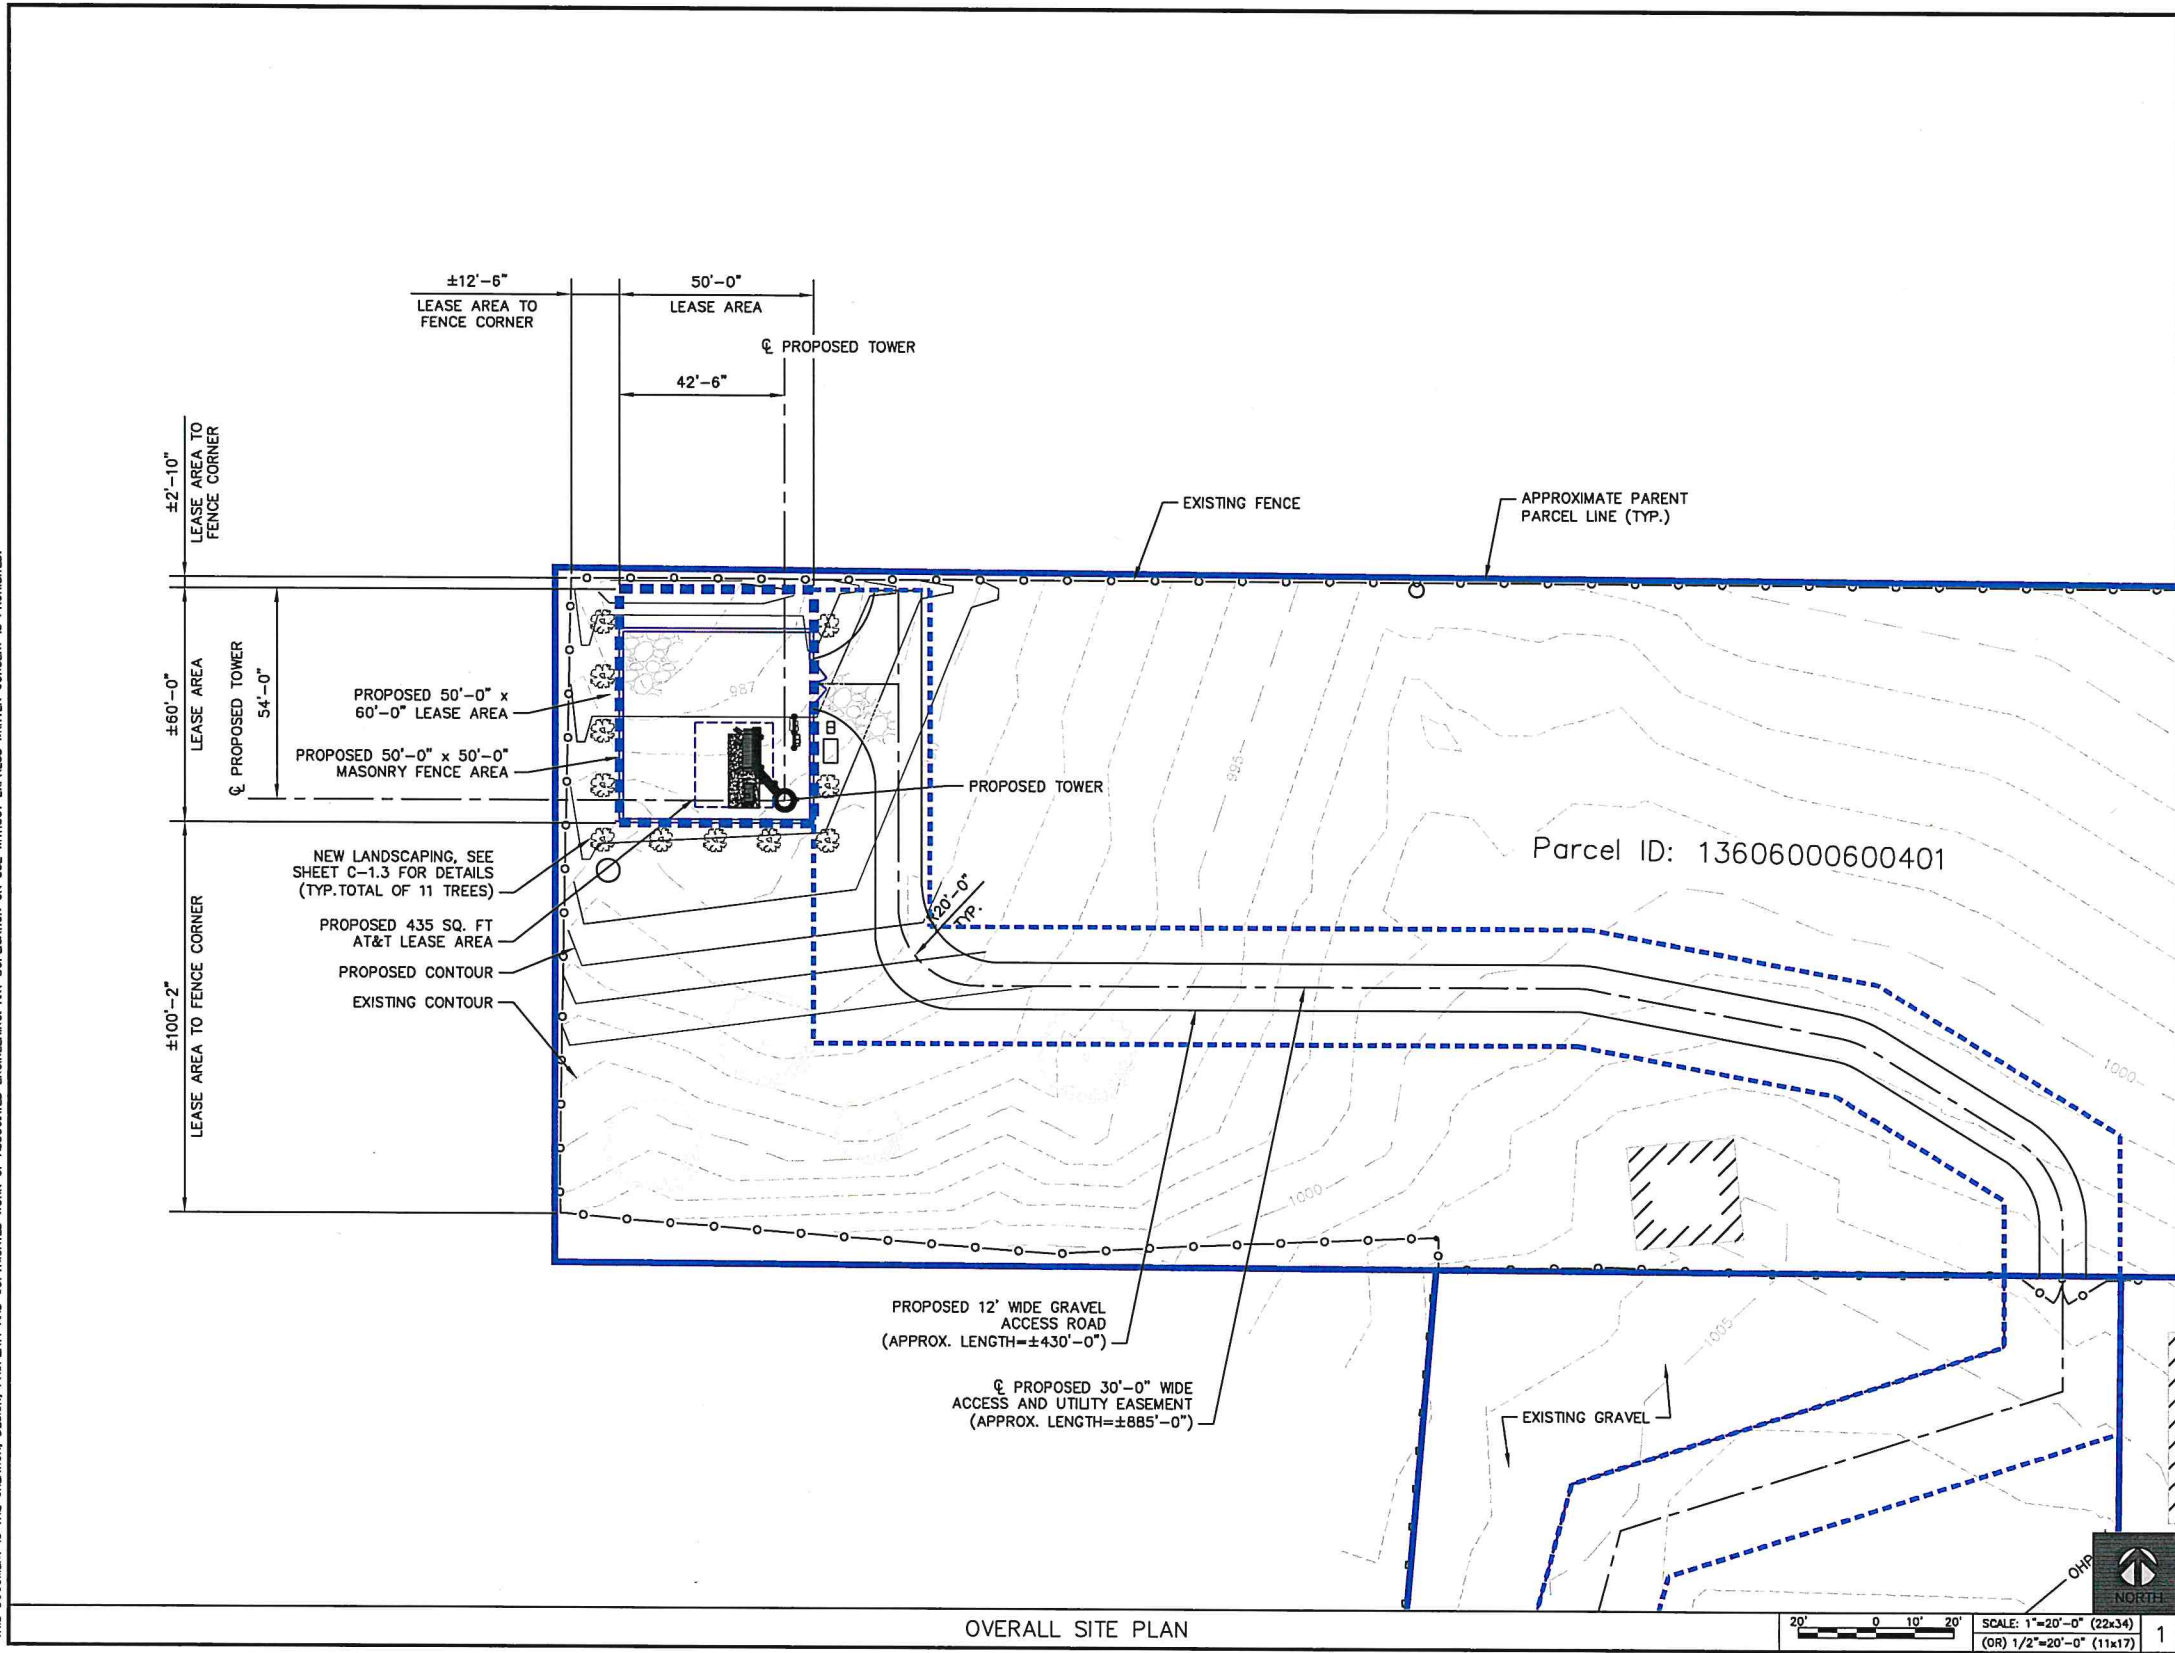 ±12'-6"
LEASE AREA TO
FENCE CORNER
50'-0"
LEASE AREA
℄ PROPOSED TOWER
42'-6"
±2'-10"
LEASE AREA TO
FENCE CORNER
EXISTING FENCE
APPROXIMATE PARENT
PARCEL LINE (TYP.)
±60'-0"
LEASE AREA
℄ PROPOSED TOWER
54'-0"
987
PROPOSED 50'-0" x
60'-0" LEASE AREA
PROPOSED 50'-0" x 50'-0"
MASONRY FENCE AREA
PROPOSED TOWER
995
Parcel ID: 13606000600401
NEW LANDSCAPING, SEE
SHEET C-1.3 FOR DETAILS
(TYP.TOTAL OF 11 TREES)
20'-0"
TYP.
PROPOSED 435 SQ. FT
AT&T LEASE AREA
PROPOSED CONTOUR
EXISTING CONTOUR
±100'-2"
LEASE AREA TO FENCE CORNER
1000
1000
1005
PROPOSED 12' WIDE GRAVEL
ACCESS ROAD
(APPROX. LENGTH=±430'-0")
℄ PROPOSED 30'-0" WIDE
ACCESS AND UTILITY EASEMENT
(APPROX. LENGTH=±885'-0")
EXISTING GRAVEL
OHP
NORTH
OVERALL SITE PLAN
20' 0 10' 20'
SCALE: 1"=20'-0" (22x34)
(OR) 1/2"=20'-0" (11x17)
1